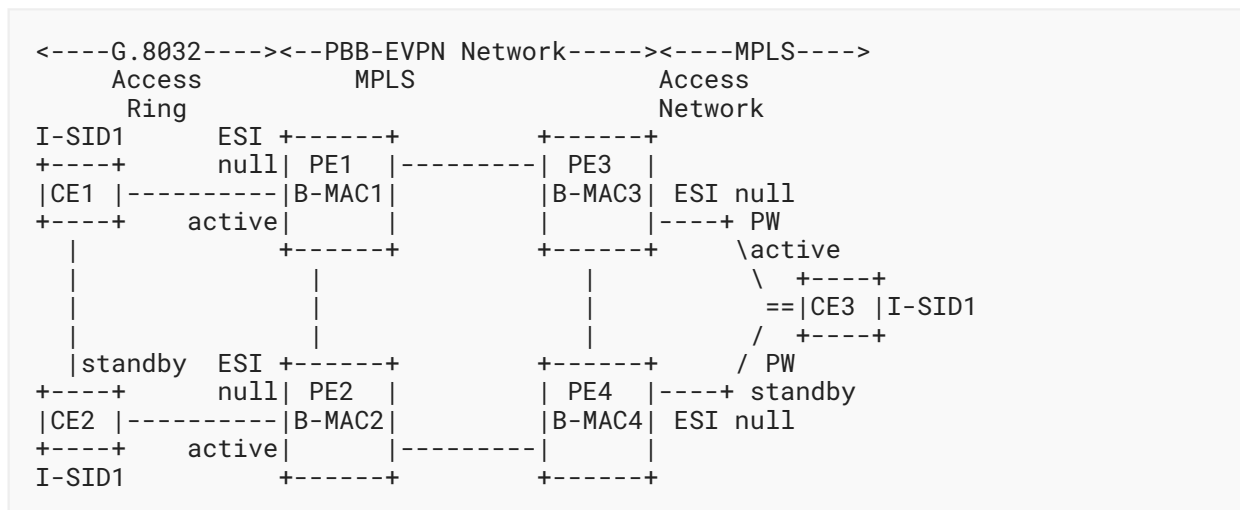 <----G.8032----><--PBB-EVPN Network-----><----MPLS---->
     Access          MPLS                Access
      Ring                               Network
I-SID1      ESI +------+         +------+
+----+      null| PE1  |---------| PE3  |
|CE1 |----------|B-MAC1|         |B-MAC3| ESI null
+----+    active|      |         |      |----+ PW
  |             +------+         +------+     \active
  |               |                |           \  +----+
  |               |                |            ==|CE3 |I-SID1
  |               |                |           /  +----+
  |standby  ESI +------+         +------+     / PW
+----+      null| PE2  |         | PE4  |----+ standby
|CE2 |----------|B-MAC2|         |B-MAC4| ESI null
+----+    active|      |---------|      |
I-SID1          +------+         +------+